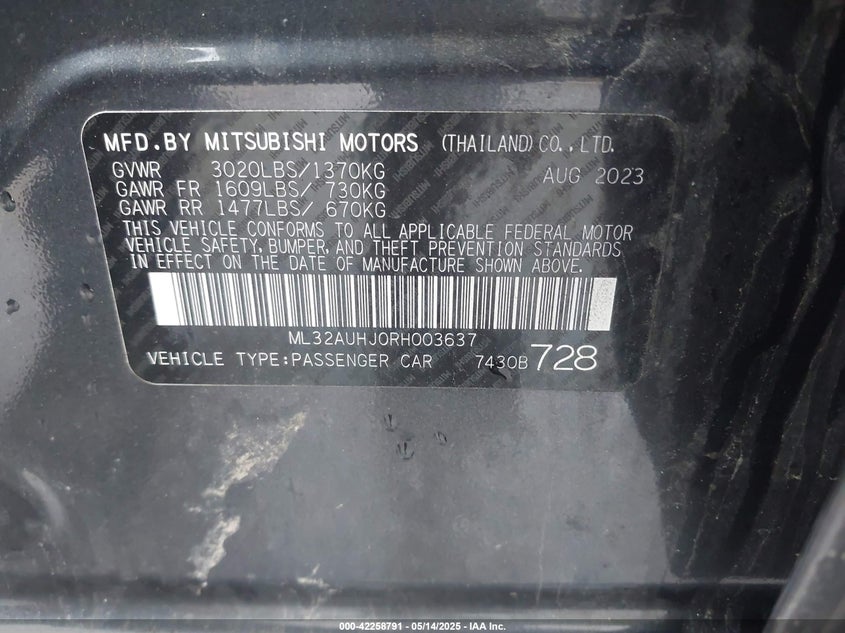 MFD.BY MITSUBISHI MOTORS (THAILAND)CO.,LTD.
GVWR 3020LBS/1370KG AUG 2023
GAWR FR 1609LBS/ 730KG
GAWR RR 1477LBS/ 670KG
THIS VEHICLE CONFORMS TO ALL APPLICABLE FEDERAL MOTOR
VEHICLE SAFETY, BUMPER, AND THEFT PREVENTION STANDARDS
IN EFFECT ON THE DATE OF MANUFACTURE SHOWN ABOVE.
ML32AUHJ0RH003637
VEHICLE TYPE:PASSENGER CAR 7430B 728
000-42258791 - 05/14/2025 - IAA Inc.